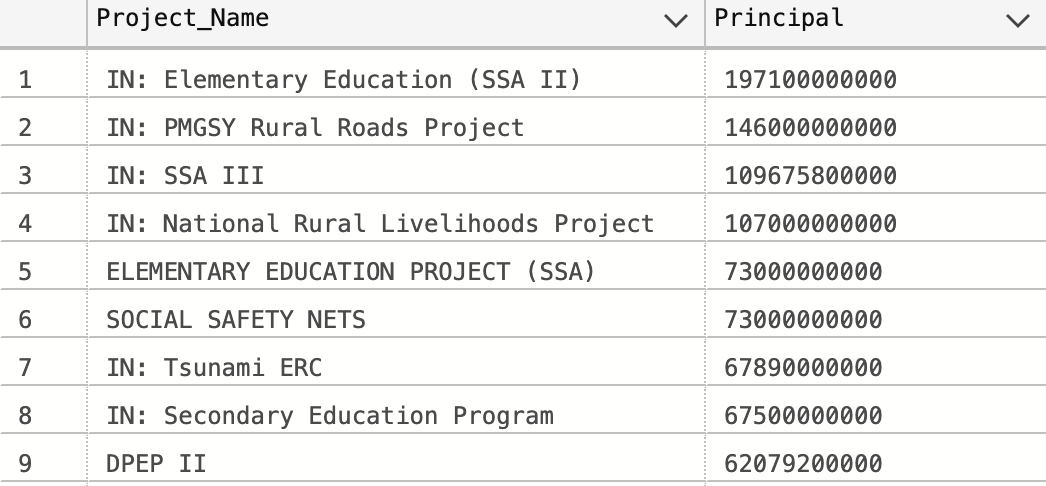 Project_Name Principal
1 IN: Elementary Education (SSA II) 197100000000
2 IN: PMGSY Rural Roads Project 146000000000
3 IN: SSA III 109675800000
4 IN: National Rural Livelihoods Project 107000000000
5 ELEMENTARY EDUCATION PROJECT (SSA) 73000000000
6 SOCIAL SAFETY NETS 73000000000
7 IN: Tsunami ERC 67890000000
8 IN: Secondary Education Program 67500000000
9 DPEP II 62079200000